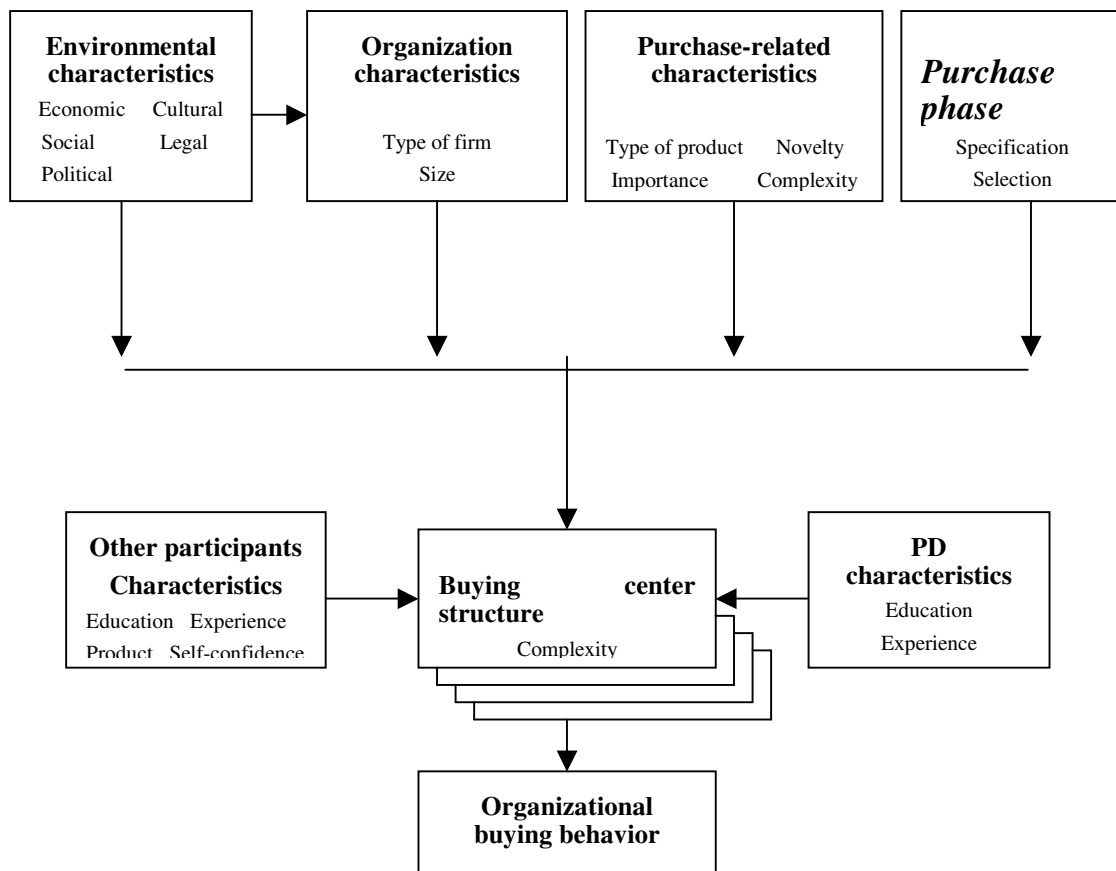 Environmental
characteristics
Economic Cultural
Social Legal
Political
Organization
characteristics
Type of firm
Size
Purchase-related
characteristics
Type of product Novelty
Importance Complexity
Purchase
phase
Specification
Selection
Other participants
Characteristics
Education Experience
Product Self-confidence
Buying center
structure
Complexity
PD
characteristics
Education
Experience
Organizational
buying behavior